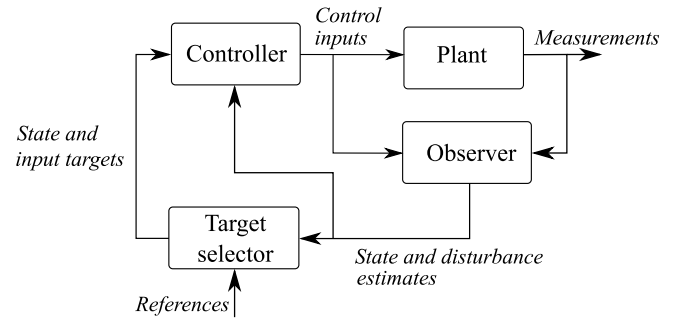 Control
inputs
Measurements
Controller
Plant
State and
input targets
Observer
Target
selector
State and disturbance
estimates
References